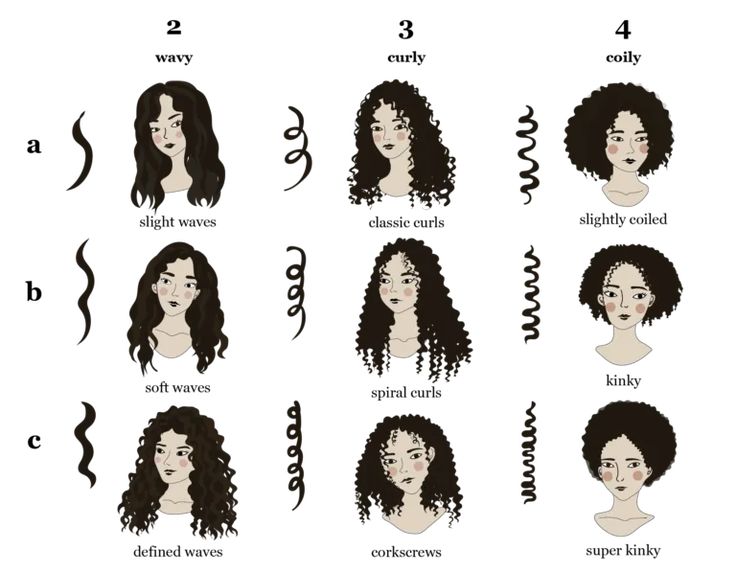 2 3 4
wavy curly coily
a
slight waves classic curls slightly coiled
b
soft waves spiral curls kinky
c
defined waves corkscrews super kinky